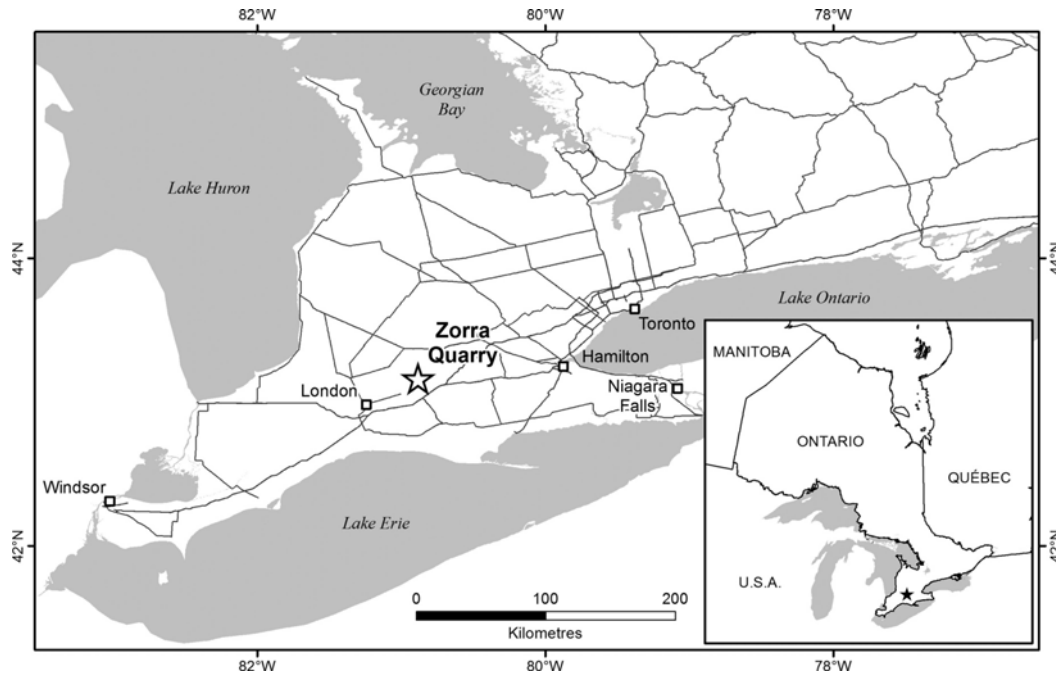 82°W
80°W
78°W
Georgian
Bay
Lake Huron
44°N
44°N
Lake Ontario
Toronto
Zorra
Quarry
Hamilton
London
Niagara
Falls
Windsor
Lake Erie
42°N
42°N
MANITOBA
ONTARIO
QUÉBEC
U.S.A.
0
100
200
Kilometres
82°W
80°W
78°W